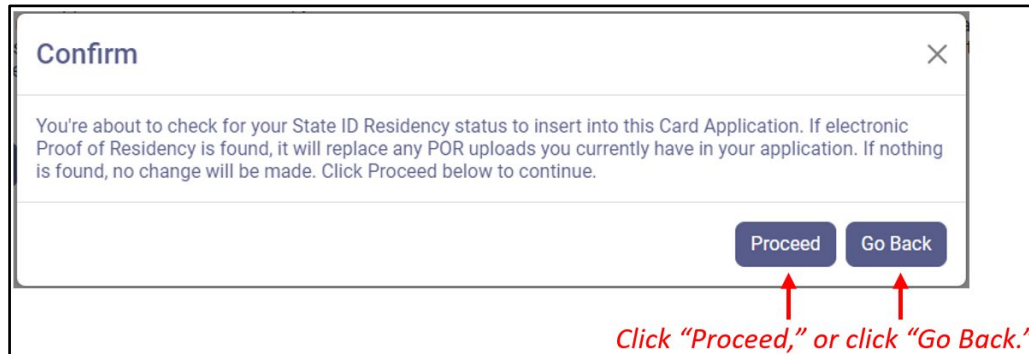 Confirm
You're about to check for your State ID Residency status to insert into this Card Application. If electronic
Proof of Residency is found, it will replace any POR uploads you currently have in your application. If nothing
is found, no change will be made. Click Proceed below to continue.
Proceed Go Back
Click “Proceed,” or click “Go Back.”